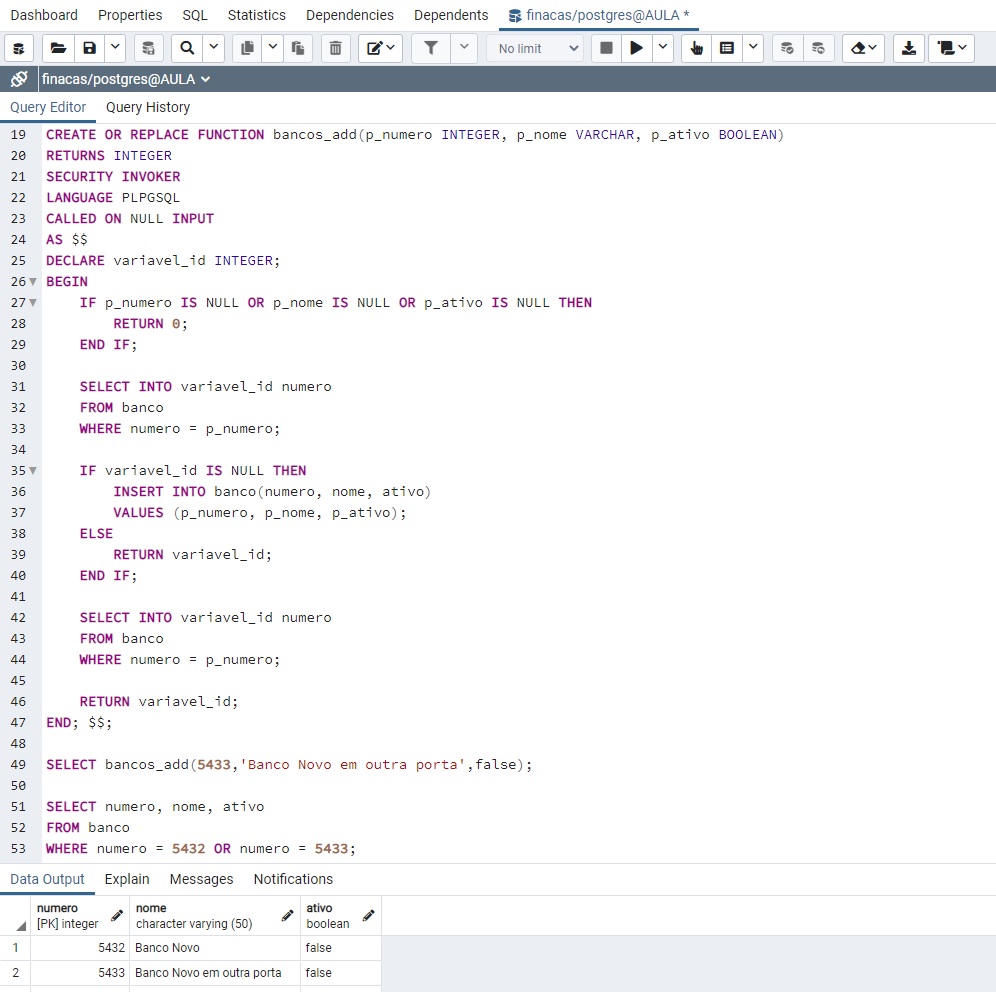 Dashboard Properties SQL Statistics Dependencies Dependents finacas/postgres@AULA *
No limit
finacas/postgres@AULA
Query Editor Query History
19 CREATE OR REPLACE FUNCTION bancos_add(p_numero INTEGER, p_nome VARCHAR, p_ativo BOOLEAN)
20 RETURNS INTEGER
21 SECURITY INVOKER
22 LANGUAGE PLPGSQL
23 CALLED ON NULL INPUT
24 AS $$
25 DECLARE variavel_id INTEGER;
26 BEGIN
27     IF p_numero IS NULL OR p_nome IS NULL OR p_ativo IS NULL THEN
28         RETURN 0;
29     END IF;
30
31     SELECT INTO variavel_id numero
32     FROM banco
33     WHERE numero = p_numero;
34
35     IF variavel_id IS NULL THEN
36         INSERT INTO banco(numero, nome, ativo)
37         VALUES (p_numero, p_nome, p_ativo);
38     ELSE
39         RETURN variavel_id;
40     END IF;
41
42     SELECT INTO variavel_id numero
43     FROM banco
44     WHERE numero = p_numero;
45
46     RETURN variavel_id;
47 END; $$;
48
49 SELECT bancos_add(5433,'Banco Novo em outra porta',false);
50
51 SELECT numero, nome, ativo
52 FROM banco
53 WHERE numero = 5432 OR numero = 5433;
Data Output Explain Messages Notifications
numero nome ativo
[PK] integer character varying (50) boolean
1 5432 Banco Novo false
2 5433 Banco Novo em outra porta false